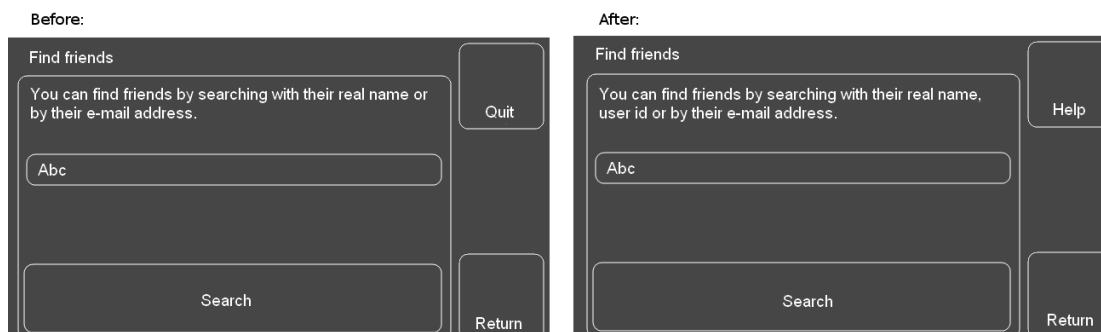 Before:
Find friends
You can find friends by searching with their real name or
by their e-mail address.
Quit
Abc
Search
Return
After:
Find friends
You can find friends by searching with their real name,
user id or by their e-mail address.
Help
Abc
Search
Return